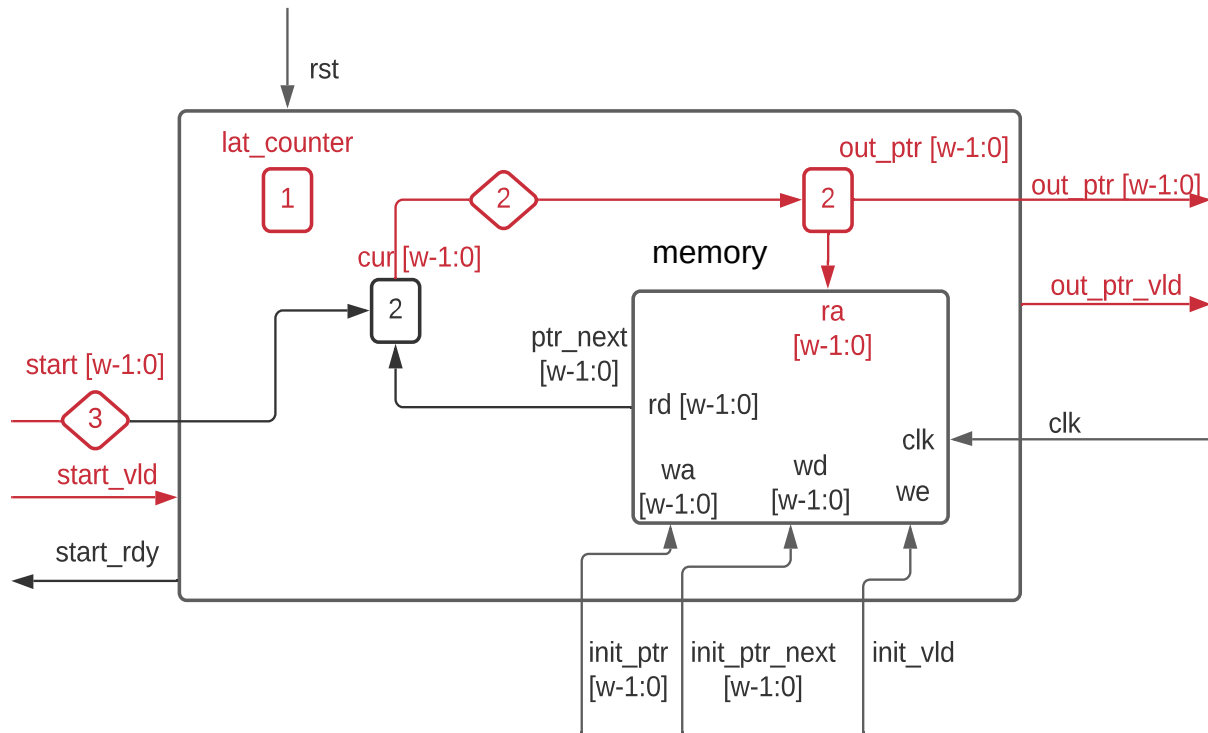 rst
lat_counter
1
out_ptr [w-1:0]
out_ptr [w-1:0]
2
2
cur [w-1:0]
memory
out_ptr_vld
2
ra
[w-1:0]
ptr_next
[w-1:0]
start [w-1:0]
3
rd [w-1:0]
clk
clk
start_vld
wa
[w-1:0]
wd
[w-1:0]
we
start_rdy
init_ptr
[w-1:0]
init_ptr_next
[w-1:0]
init_vld